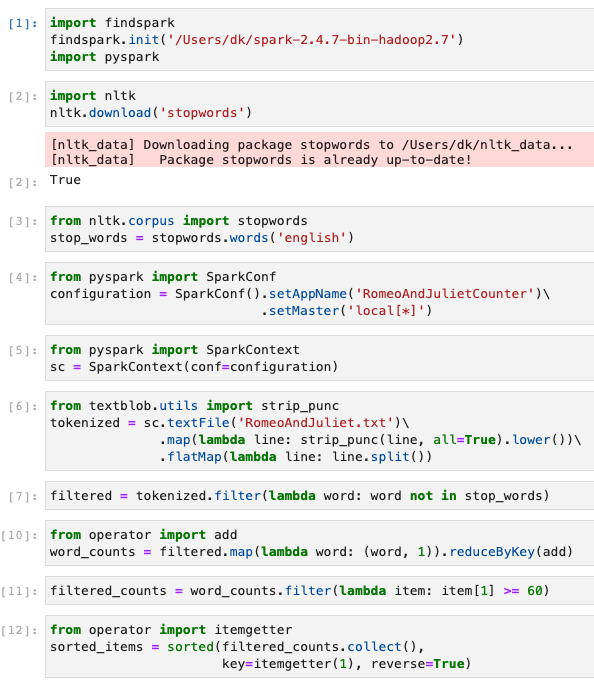 [1]: import findspark
findspark.init('/Users/dk/spark-2.4.7-bin-hadoop2.7')
import pyspark
[2]: import nltk
nltk.download('stopwords')
[nltk_data] Downloading package stopwords to /Users/dk/nltk_data...
[nltk_data]   Package stopwords is already up-to-date!
[2]: True
[3]: from nltk.corpus import stopwords
stop_words = stopwords.words('english')
[4]: from pyspark import SparkConf
configuration = SparkConf().setAppName('RomeoAndJulietCounter')\
                           .setMaster('local[*]')
[5]: from pyspark import SparkContext
sc = SparkContext(conf=configuration)
[6]: from textblob.utils import strip_punc
tokenized = sc.textFile('RomeoAndJuliet.txt')\
              .map(lambda line: strip_punc(line, all=True).lower())\
              .flatMap(lambda line: line.split())
[7]: filtered = tokenized.filter(lambda word: word not in stop_words)
[10]: from operator import add
word_counts = filtered.map(lambda word: (word, 1)).reduceByKey(add)
[11]: filtered_counts = word_counts.filter(lambda item: item[1] >= 60)
[12]: from operator import itemgetter
sorted_items = sorted(filtered_counts.collect(),
                      key=itemgetter(1), reverse=True)